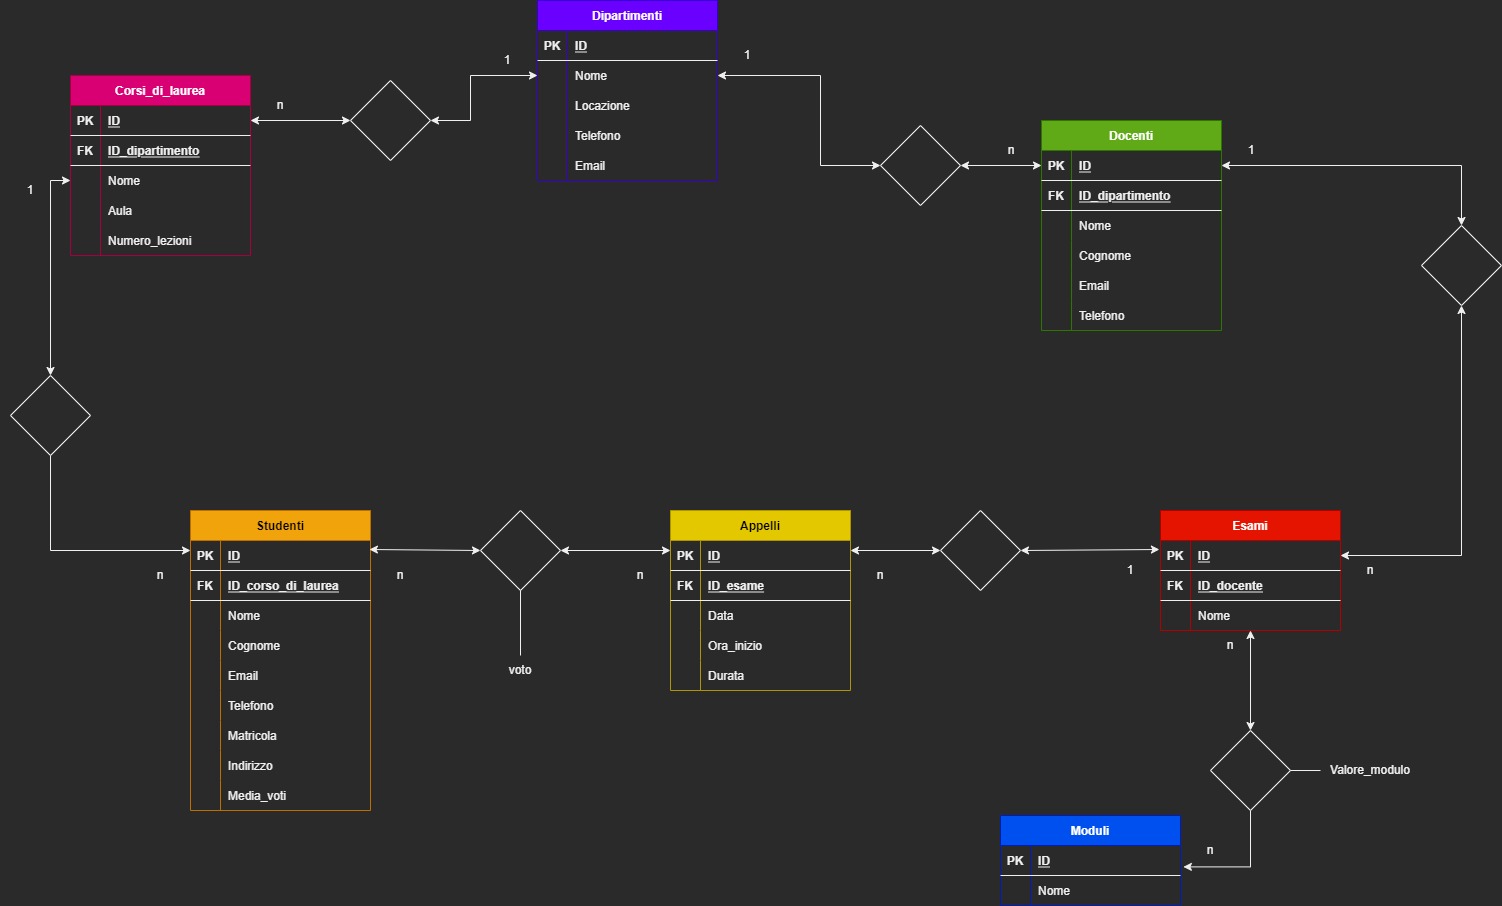 Dipartimenti
PK ID
Nome
Locazione
Telefono
Email
1
1
Corsi_di_laurea
PK ID
FK ID_dipartimento
Nome
Aula
Numero_lezioni
n
1
Docenti
PK ID
FK ID_dipartimento
Nome
Cognome
Email
Telefono
n
1
Studenti
PK ID
FK ID_corso_di_laurea
Nome
Cognome
Email
Telefono
Matricola
Indirizzo
Media_voti
n
n
voto
n
Appelli
PK ID
FK ID_esame
Data
Ora_inizio
Durata
n
1
Esami
PK ID
FK ID_docente
Nome
n
n
Valore_modulo
n
Moduli
PK ID
Nome